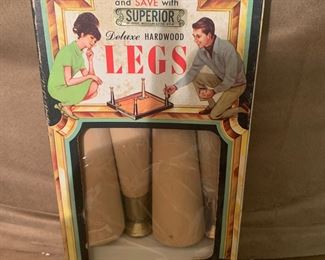 and SAVE with
SUPERIOR
Deluxe HARDWOOD
LEGS